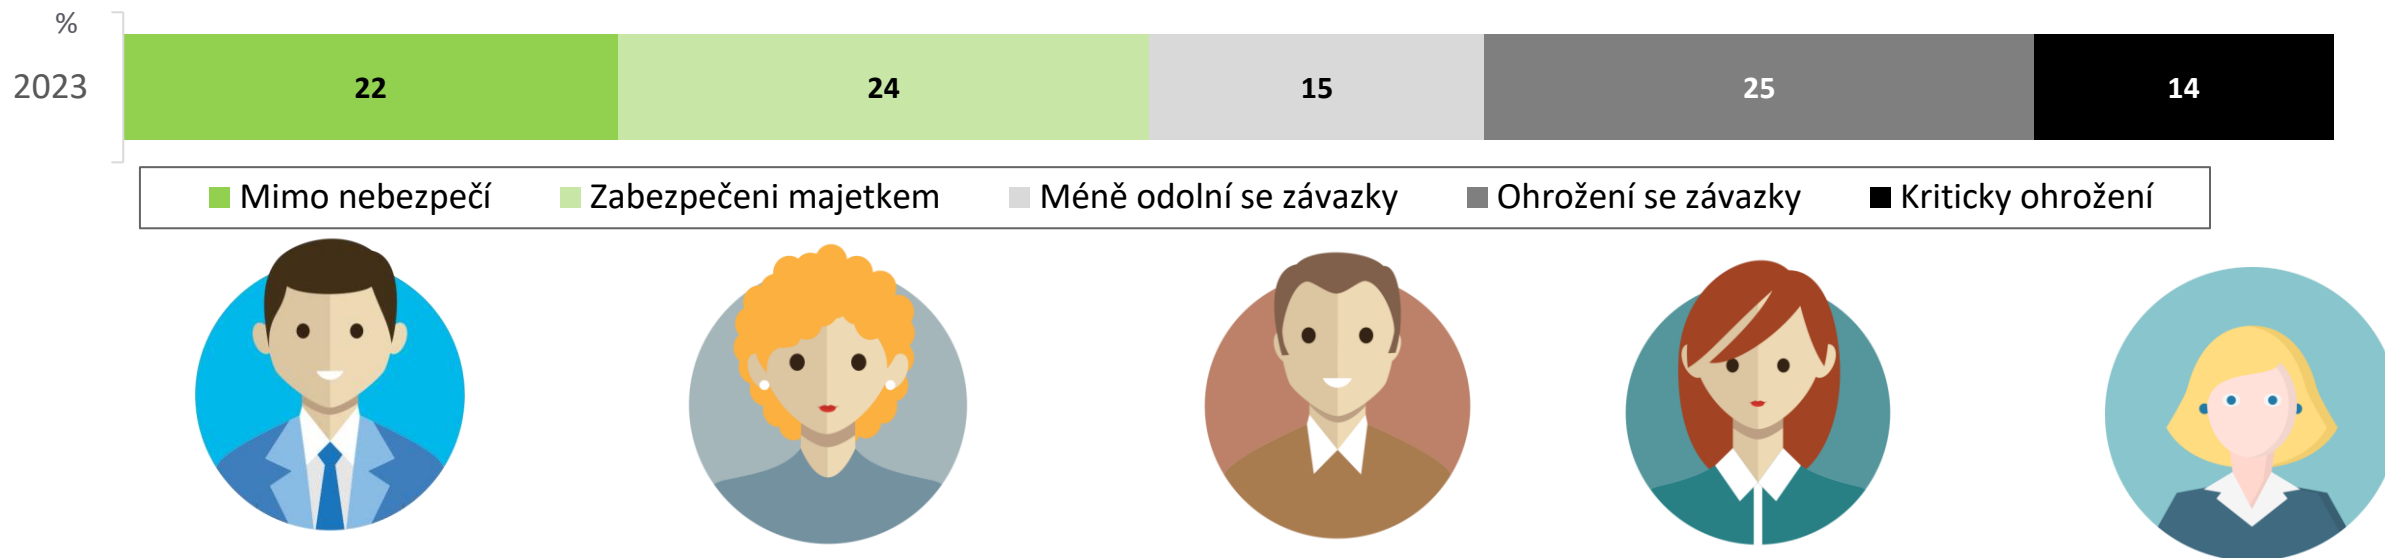 %
2023 22 24 15 25 14
Mimo nebezpečí Zabezpečeni majetkem Méně odolní se závazky Ohrožení se závazky Kriticky ohrožení